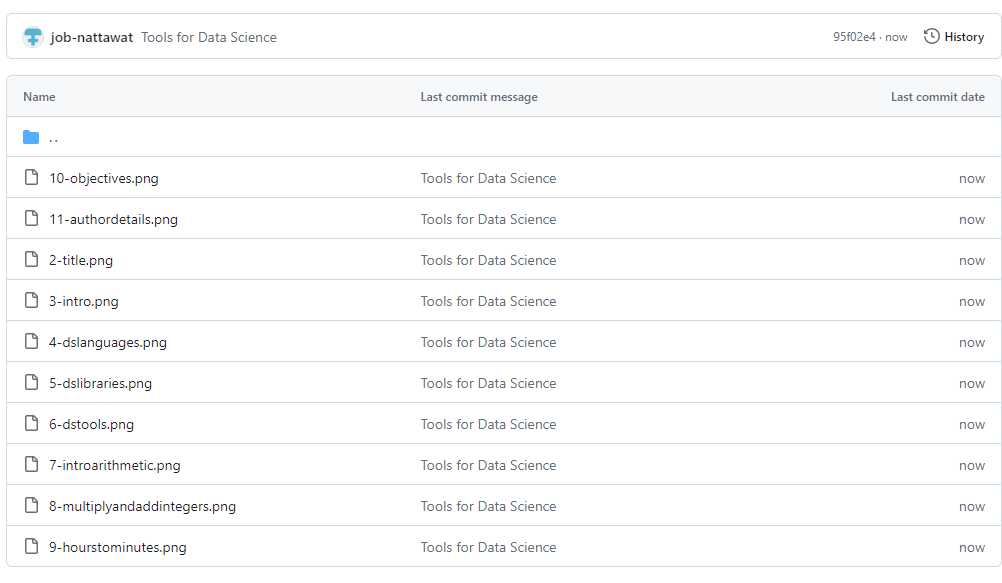 job-nattawat Tools for Data Science 95f02e4 · now History
Name Last commit message Last commit date
..
10-objectives.png Tools for Data Science now
11-authordetails.png Tools for Data Science now
2-title.png Tools for Data Science now
3-intro.png Tools for Data Science now
4-dslanguages.png Tools for Data Science now
5-dslibraries.png Tools for Data Science now
6-dstools.png Tools for Data Science now
7-introarithmetic.png Tools for Data Science now
8-multiplyandaddintegers.png Tools for Data Science now
9-hourstominutes.png Tools for Data Science now